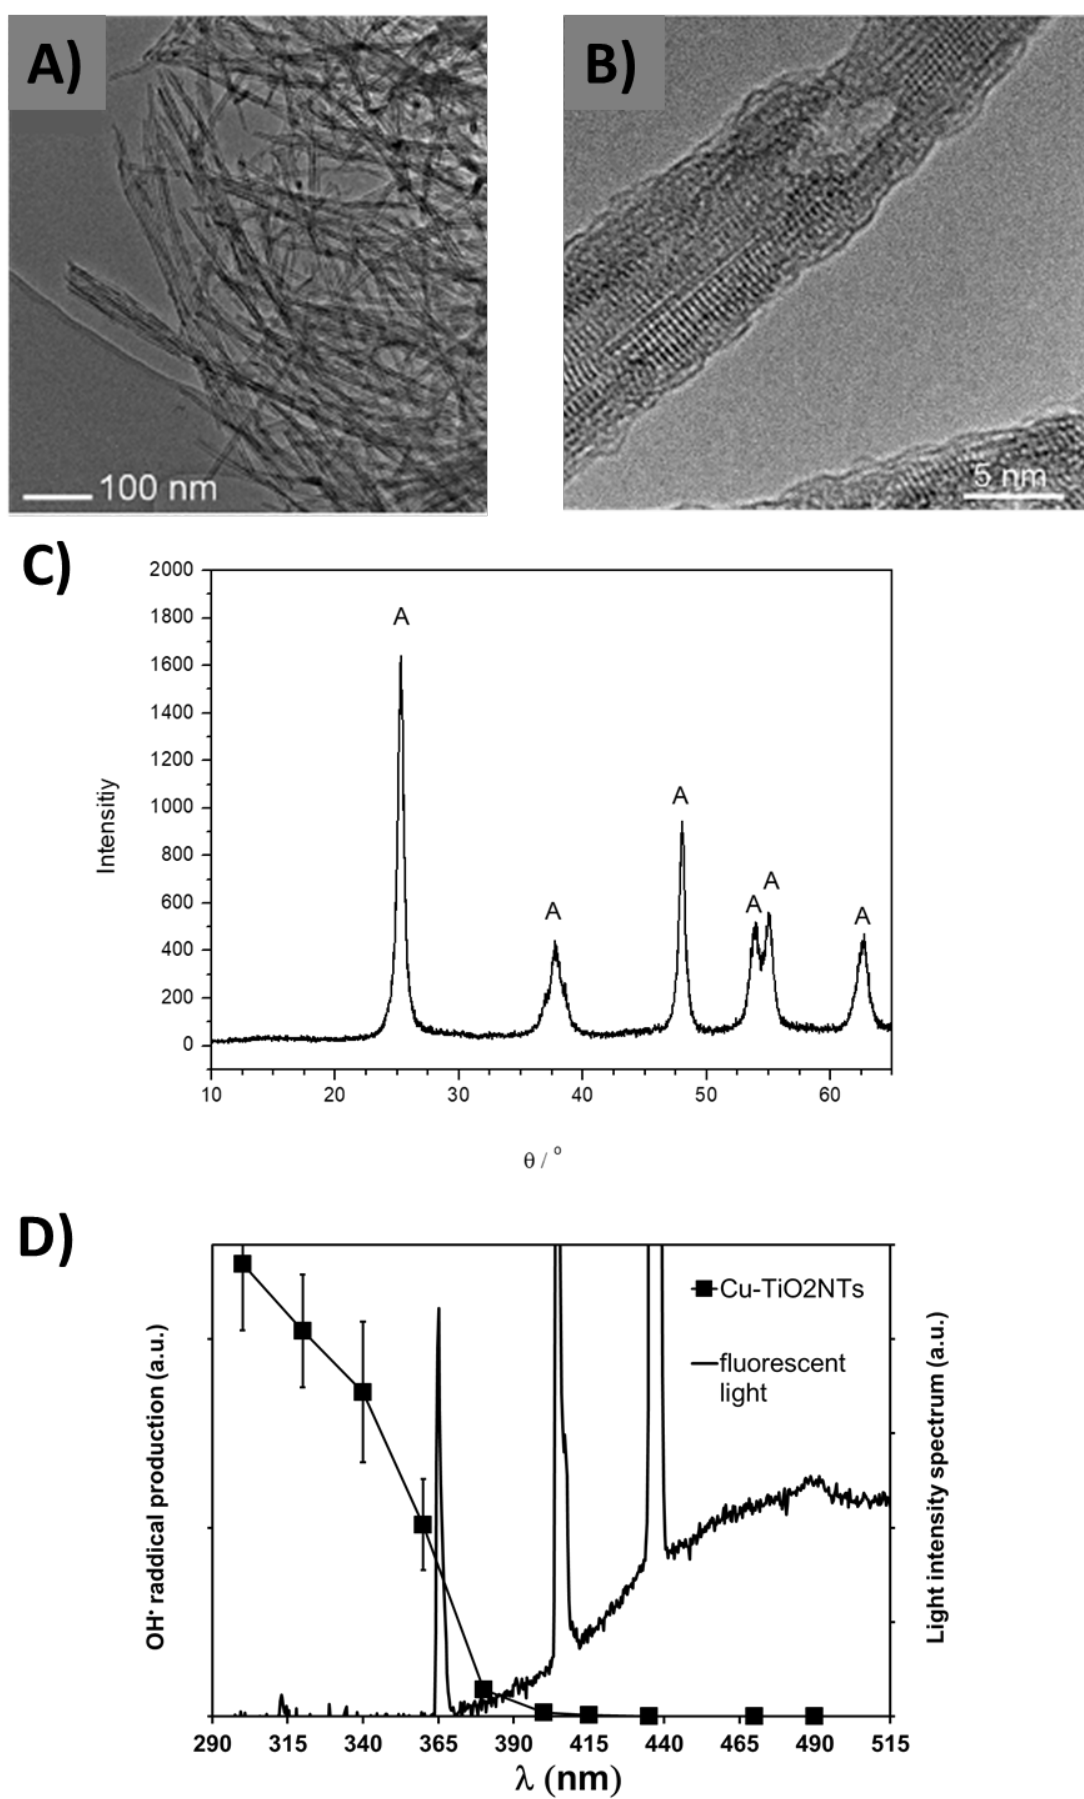 A)
B)
100 nm
5 nm
C)
2000
1800
1600
1400
1200
1000
800
600
400
200
0
Intensitiy
A
A
A
A
A
A
10 20 30 40 50 60
θ / °
D)
OH• raddical production (a.u.)
Cu-TiO2NTs
fluorescent
light
Light intensity spectrum (a.u.)
290 315 340 365 390 415 440 465 490 515
λ (nm)